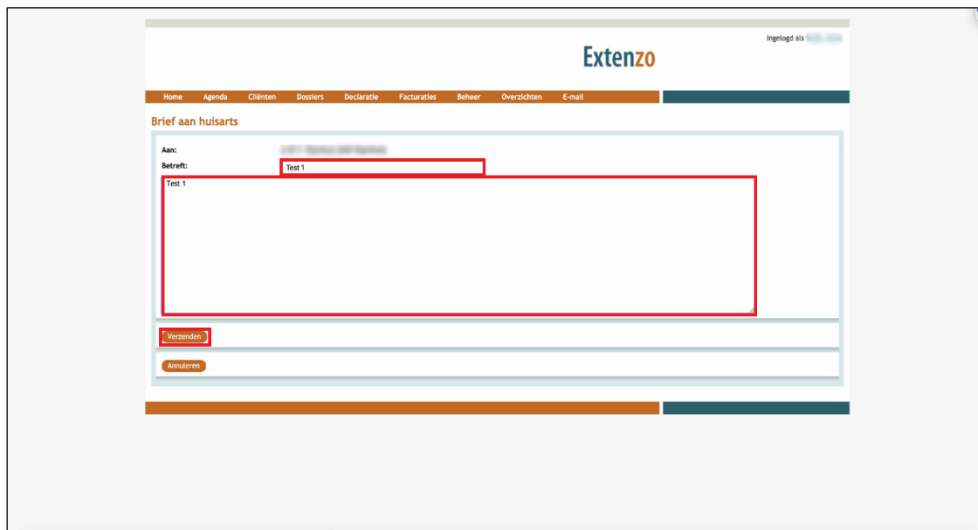 Ingelogd als
Extenzo
Home Agenda Cliënten Dossiers Declaratie Facturaties Beheer Overzichten E-mail
Brief aan huisarts
Aan:
Betreft: Test 1
Test 1
Verzenden
Annuleren